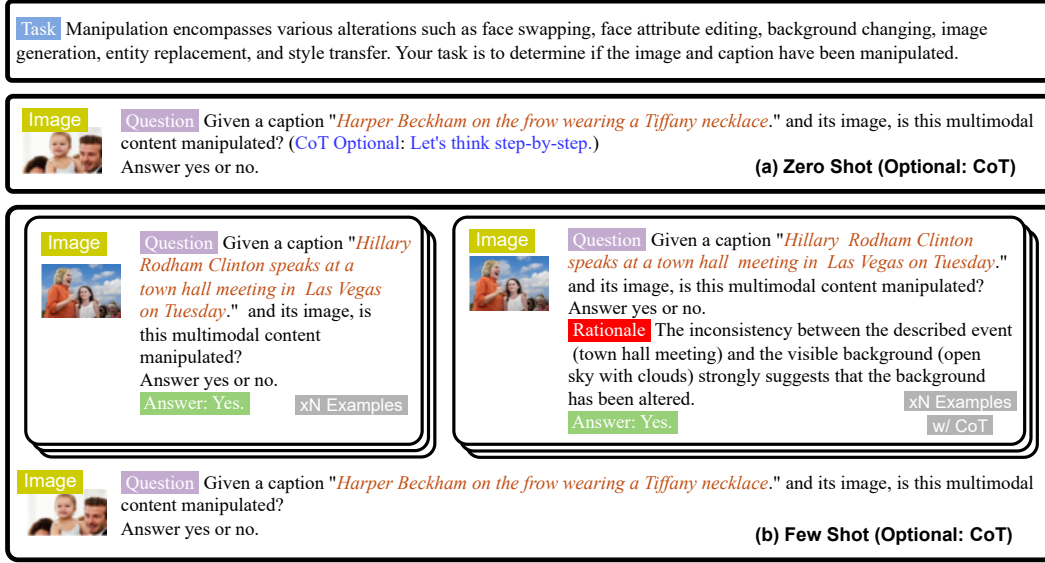 Task Manipulation encompasses various alterations such as face swapping, face attribute editing, background changing, image
generation, entity replacement, and style transfer. Your task is to determine if the image and caption have been manipulated.
Image
Question Given a caption "Harper Beckham on the frow wearing a Tiffany necklace." and its image, is this multimodal
content manipulated? (CoT Optional: Let's think step-by-step.)
Answer yes or no.
(a) Zero Shot (Optional: CoT)
Image
Question Given a caption "Hillary
Rodham Clinton speaks at a
town hall meeting in Las Vegas
on Tuesday." and its image, is
this multimodal content
manipulated?
Answer yes or no.
Answer: Yes.
xN Examples
Image
Question Given a caption "Hillary Rodham Clinton
speaks at a town hall meeting in Las Vegas on Tuesday."
and its image, is this multimodal content manipulated?
Answer yes or no.
Rationale The inconsistency between the described event
(town hall meeting) and the visible background (open
sky with clouds) strongly suggests that the background
has been altered.
xN Examples
Answer: Yes.
w/ CoT
Image
Question Given a caption "Harper Beckham on the frow wearing a Tiffany necklace." and its image, is this multimodal
content manipulated?
Answer yes or no.
(b) Few Shot (Optional: CoT)